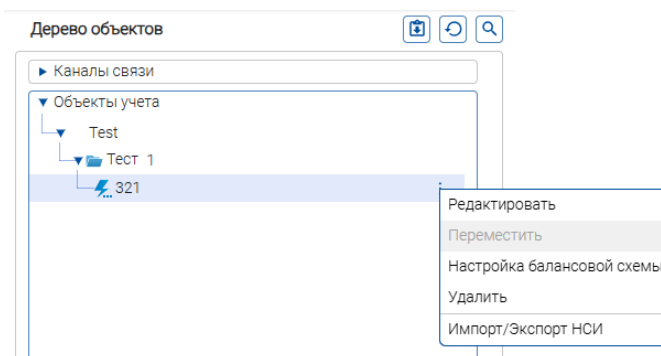 Дерево объектов
Каналы связи
Объекты учета
Test
Тест 1
321
Редактировать
Переместить
Настройка балансовой схемы
Удалить
Импорт/Экспорт НСИ